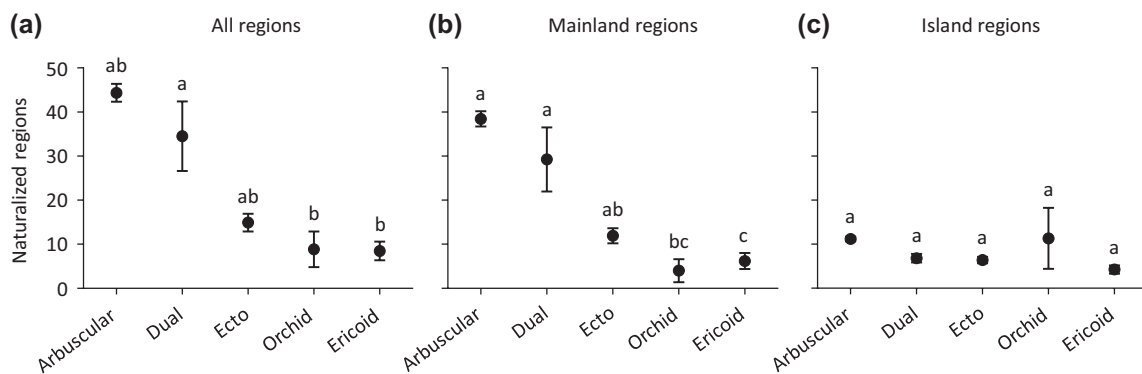 (a) All regions
(b) Mainland regions
(c) Island regions
Naturalized regions
50
40
30
20
10
0
ab
a
ab
b
b
a
a
ab
bc
c
a
a
a
a
a
Arbuscular
Dual
Ecto
Orchid
Ericoid
Arbuscular
Dual
Ecto
Orchid
Ericoid
Arbuscular
Dual
Ecto
Orchid
Ericoid